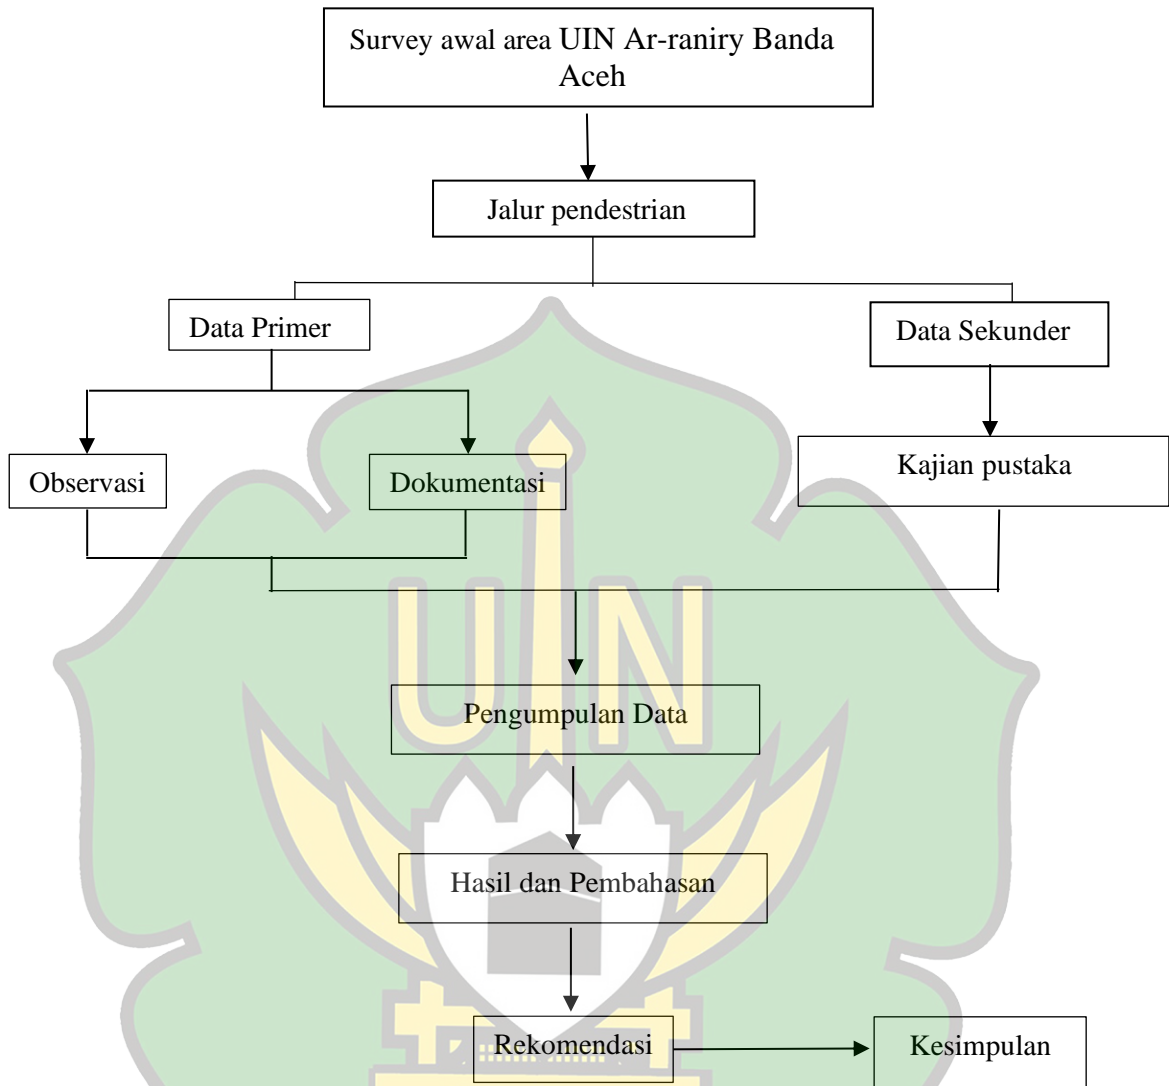 Survey awal area UIN Ar-raniry Banda
Aceh
Jalur pendestrian
Data Primer
Data Sekunder
Observasi
Dokumentasi
Kajian pustaka
UIN
Pengumpulan Data
Hasil dan Pembahasan
Rekomendasi
Kesimpulan